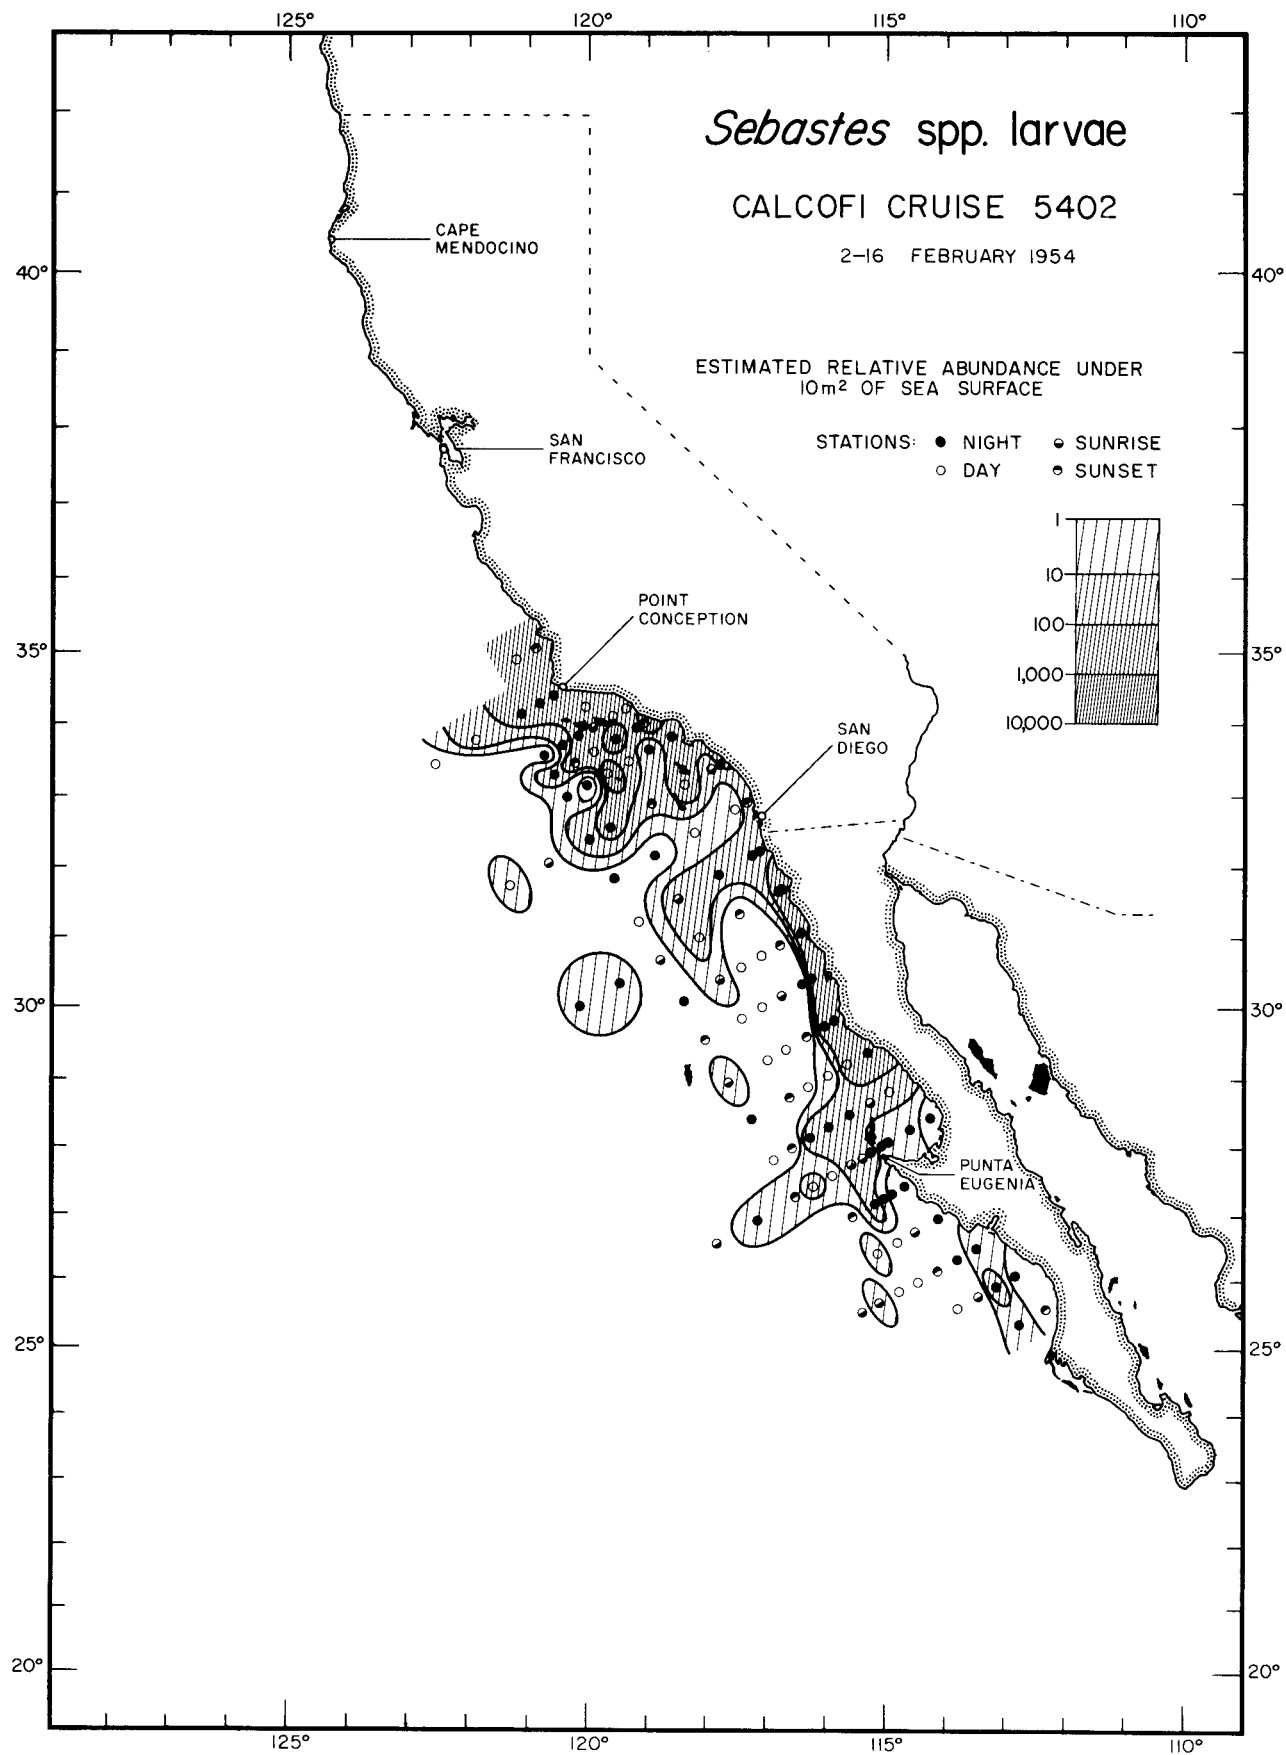 125° 120° 115° 110°
Sebastes spp. larvae
CALCOFI CRUISE 5402
2-16 FEBRUARY 1954
CAPE
MENDOCINO
40° 40°
ESTIMATED RELATIVE ABUNDANCE UNDER
10m² OF SEA SURFACE
STATIONS: NIGHT SUNRISE
DAY SUNSET
SAN
FRANCISCO
1
10
100
1,000
10,000
POINT
CONCEPTION
35° 35°
SAN
DIEGO
30° 30°
PUNTA
EUGENIA
25° 25°
20° 20°
125° 120° 115° 110°